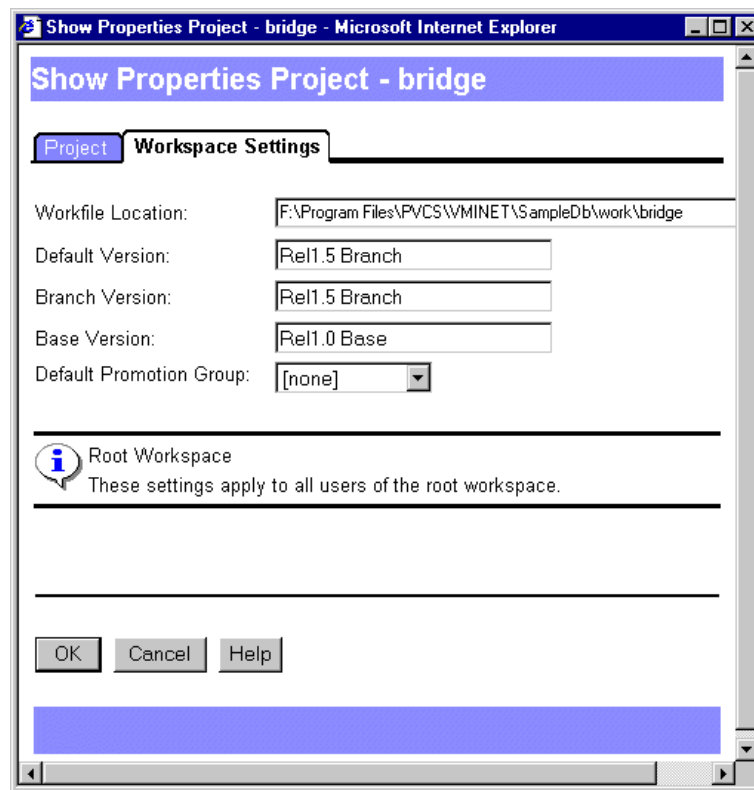 Show Properties Project - bridge - Microsoft Internet Explorer
Show Properties Project - bridge
Project Workspace Settings
Workfile Location: F:\Program Files\PVCS\VMINET\SampleDb\work\bridge
Default Version: Rel1.5 Branch
Branch Version: Rel1.5 Branch
Base Version: Rel1.0 Base
Default Promotion Group: [none]
Root Workspace
These settings apply to all users of the root workspace.
OK Cancel Help